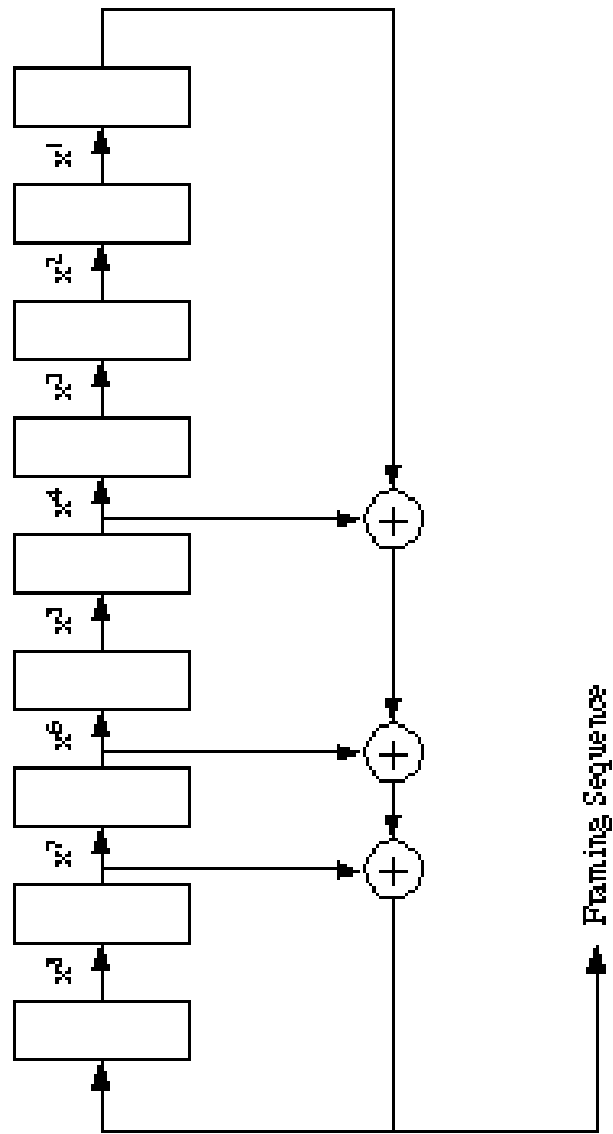 x⁸
x⁷
x⁶
x⁵
x⁴
x³
x²
x¹
+
+
+
Framing Sequence